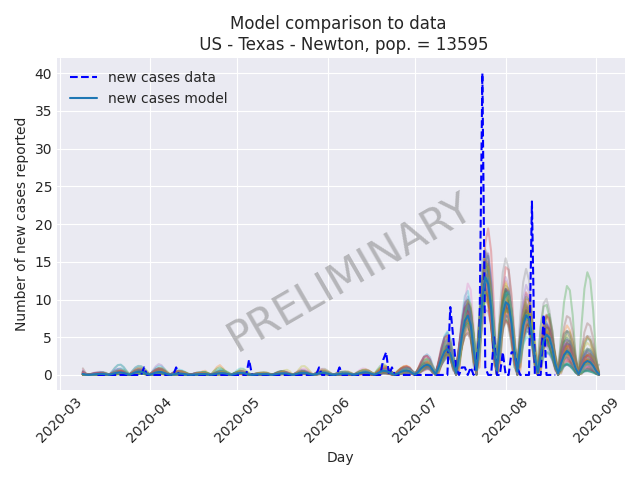 Model comparison to data
US - Texas - Newton, pop. = 13595
new cases data
new cases model
Number of new cases reported
40
35
30
25
20
15
10
5
0
PRELIMINARY
2020-03
2020-04
2020-05
2020-06
2020-07
2020-08
2020-09
Day